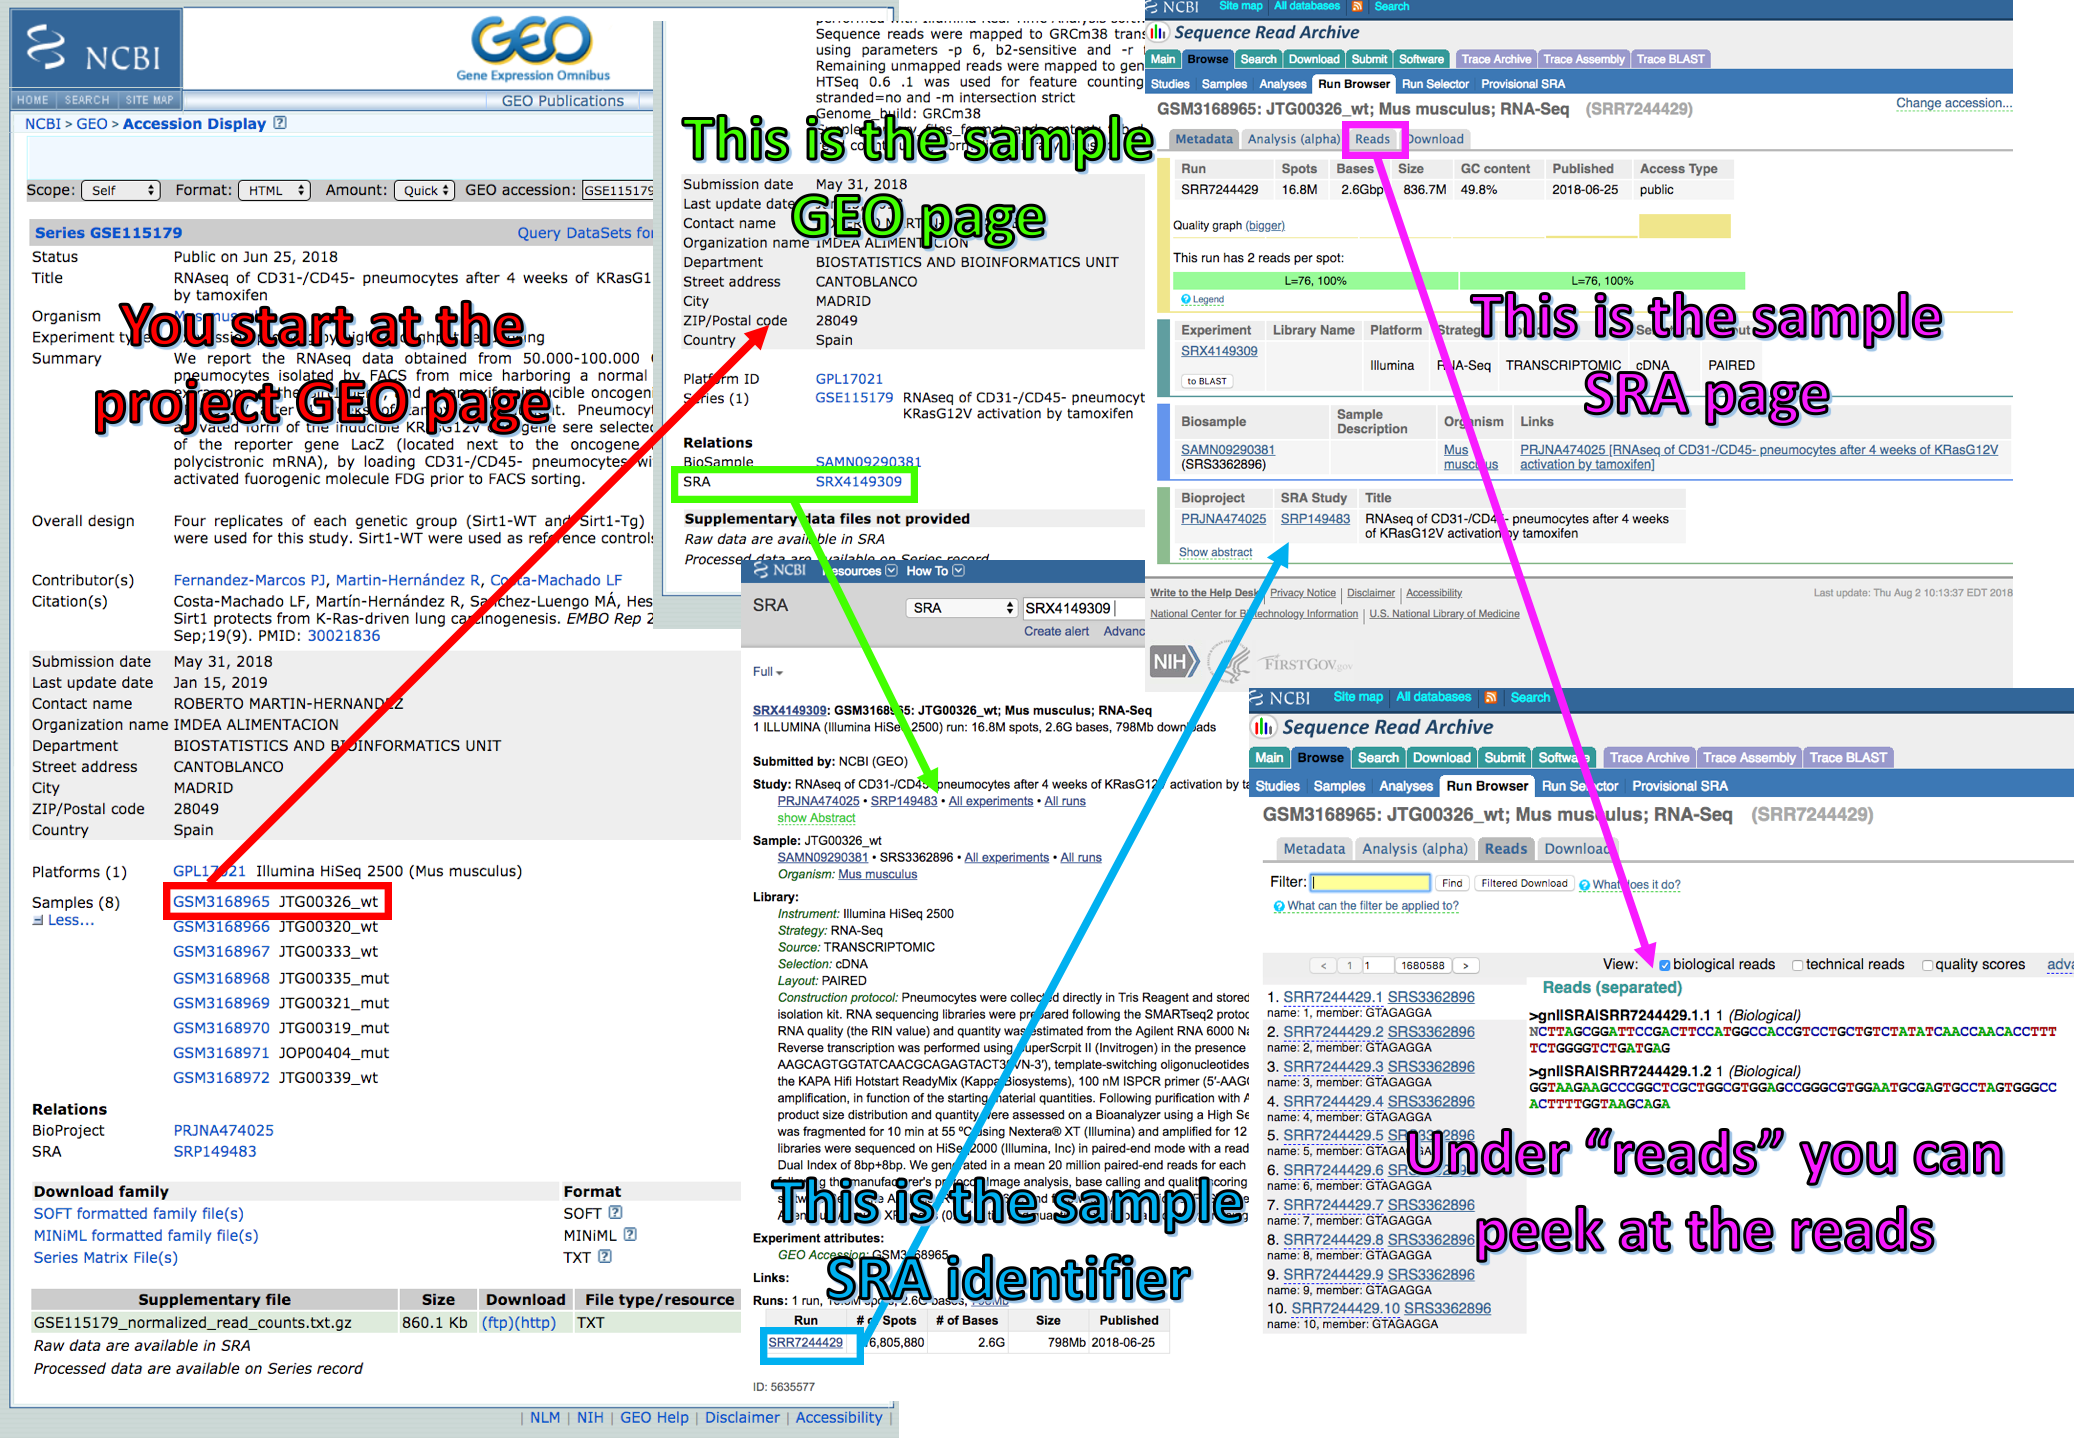 NCBI
GEO
Gene Expression Omnibus
HOME | SEARCH | SITE MAP
GEO Publications
NCBI > GEO > Accession Display
Scope: Self Format: HTML Amount: Quick GEO accession: GSE115179
Series GSE115179 Query DataSets for
Status Public on Jun 25, 2018
Title RNAseq of CD31-/CD45- pneumocytes after 4 weeks of KRasG1
by tamoxifen
Organism
Experiment
Summary We report the RNAseq data obtained from 50.000-100.000
pneumocytes isolated by FACS from mice harboring a normal
of the reporter gene LacZ (located next to the oncogene,
polycistronic mRNA), by loading CD31-/CD45- pneumocytes wi
activated fuorogenic molecule FDG prior to FACS sorting.
You start at the
project GEO page
Overall design Four replicates of each genetic group (Sirt1-WT and Sirt1-Tg)
were used for this study. Sirt1-WT were used as reference controls
Contributor(s) Fernandez-Marcos PJ, Martin-Hernández R, Costa-Machado LF
Citation(s) Costa-Machado LF, Martín-Hernández R, Sanchez-Luengo MÁ, Hes
Sirt1 protects from K-Ras-driven lung carcinogenesis. EMBO Rep 2
Sep;19(9). PMID: 30021836
Submission date May 31, 2018
Last update date Jan 15, 2019
Contact name ROBERTO MARTIN-HERNANDEZ
Organization name IMDEA ALIMENTACION
Department BIOSTATISTICS AND BIOINFORMATICS UNIT
Street address CANTOBLANCO
City MADRID
ZIP/Postal code 28049
Country Spain
Platforms (1) GPL17021 Illumina HiSeq 2500 (Mus musculus)
Samples (8) GSM3168965 JTG00326_wt
Less... GSM3168966 JTG00320_wt
GSM3168967 JTG00333_wt
GSM3168968 JTG00335_mut
GSM3168969 JTG00321_mut
GSM3168970 JTG00319_mut
GSM3168971 JOP00404_mut
GSM3168972 JTG00339_wt
Relations
BioProject PRJNA474025
SRA SRP149483
Download family Format
SOFT formatted family file(s) SOFT
MINiML formatted family file(s) MINiML
Series Matrix File(s) TXT
Supplementary file Size Download File type/resource
GSE115179_normalized_read_counts.txt.gz 860.1 Kb (ftp)(http) TXT
Raw data are available in SRA
Processed data are available on Series record
| NLM | NIH | GEO Help | Disclaimer | Accessibility |
Sequence reads were mapped to GRCm38 trans
using parameters -p 6, b2-sensitive and -r
Remaining unmapped reads were mapped to gen
HTSeq 0.6 .1 was used for feature counting
stranded=no and -m intersection strict
Genome_build: GRCm38
This is the sample
GEO page
Submission date May 31, 2018
Last update date
Contact name
Organization name IMDEA ALIMENTACION
Department BIOSTATISTICS AND BIOINFORMATICS UNIT
Street address CANTOBLANCO
City MADRID
ZIP/Postal code 28049
Country Spain
Platform ID GPL17021
Series (1) GSE115179 RNAseq of CD31-/CD45- pneumocyt
KRasG12V activation by tamoxifen
Relations
BioSample SAMN09290381
SRA SRX4149309
Supplementary data files not provided
Raw data are available in SRA
Processed data are available on Series record
NCBI Resources How To
SRA SRA SRX4149309
Create alert Advanc
Full
SRX4149309: GSM3168965: JTG00326_wt; Mus musculus; RNA-Seq
1 ILLUMINA (Illumina HiSeq 2500) run: 16.8M spots, 2.6G bases, 798Mb downloads
Submitted by: NCBI (GEO)
Study: RNAseq of CD31-/CD45- pneumocytes after 4 weeks of KRasG12V activation by ta
PRJNA474025 • SRP149483 • All experiments • All runs
show Abstract
Sample: JTG00326_wt
SAMN09290381 • SRS3362896 • All experiments • All runs
Organism: Mus musculus
Library:
Instrument: Illumina HiSeq 2500
Strategy: RNA-Seq
Source: TRANSCRIPTOMIC
Selection: cDNA
Layout: PAIRED
Construction protocol: Pneumocytes were collected directly in Tris Reagent and stored
isolation kit. RNA sequencing libraries were prepared following the SMARTseq2 protoc
RNA quality (the RIN value) and quantity was estimated from the Agilent RNA 6000 Na
Reverse transcription was performed using SuperScrpit II (Invitrogen) in the presence
AAGCAGTGGTATCAACGCAGAGTACT30VN-3'), template-switching oligonucleotides
the KAPA Hifi Hotstart ReadyMix (Kappa Biosystems), 100 nM ISPCR primer (5′-AAGC
amplification, in function of the starting material quantities. Following purification with A
product size distribution and quantity were assessed on a Bioanalyzer using a High Se
was fragmented for 10 min at 55 ºC using Nextera® XT (Illumina) and amplified for 12
libraries were sequenced on HiSeq2000 (Illumina, Inc) in paired-end mode with a read
Dual Index of 8bp+8bp. We generated in a mean 20 million paired-end reads for each
following the manufacturer's protocol. Image analysis, base calling and quality scoring
This is the sample
SRA identifier
Experiment attributes:
GEO Accession: GSM3168965
Links:
Runs: 1 run, 16.8M spots, 2.6G bases, 798Mb
Run # of Spots # of Bases Size Published
SRR7244429 16,805,880 2.6G 798Mb 2018-06-25
ID: 5635577
NCBI Site map All databases Search
Sequence Read Archive
Main Browse Search Download Submit Software Trace Archive Trace Assembly Trace BLAST
Studies Samples Analyses Run Browser Run Selector Provisional SRA
GSM3168965: JTG00326_wt; Mus musculus; RNA-Seq (SRR7244429) Change accession...
Metadata Analysis (alpha) Reads Download
Run Spots Bases Size GC content Published Access Type
SRR7244429 16.8M 2.6Gbp 836.7M 49.8% 2018-06-25 public
Quality graph (bigger)
This run has 2 reads per spot:
L=76, 100% L=76, 100%
Legend
This is the sample
SRA page
Experiment Library Name Platform
SRX4149309 Illumina RNA-Seq TRANSCRIPTOMIC cDNA PAIRED
to BLAST
Biosample Sample Description Organism Links
SAMN09290381 Mus PRJNA474025 [RNAseq of CD31-/CD45- pneumocytes after 4 weeks of KRasG12V
(SRS3362896) musculus activation by tamoxifen]
Bioproject SRA Study Title
PRJNA474025 SRP149483 RNAseq of CD31-/CD45- pneumocytes after 4 weeks
of KRasG12V activation by tamoxifen
Show abstract
Write to the Help Desk | Privacy Notice | Disclaimer | Accessibility Last update: Thu Aug 2 10:13:37 EDT 2018
National Center for Biotechnology Information | U.S. National Library of Medicine
NIH FIRSTGOV.gov
NCBI Site map All databases Search
Sequence Read Archive
Main Browse Search Download Submit Software Trace Archive Trace Assembly Trace BLAST
Studies Samples Analyses Run Browser Run Selector Provisional SRA
GSM3168965: JTG00326_wt; Mus musculus; RNA-Seq (SRR7244429)
Metadata Analysis (alpha) Reads Download
Filter: Find Filtered Download What does it do?
What can the filter be applied to?
< 1 1 1680588 > View: biological reads technical reads quality scores adva
Reads (separated)
1. SRR7244429.1 SRS3362896
name: 1, member: GTAGAGGA
2. SRR7244429.2 SRS3362896
name: 2, member: GTAGAGGA
3. SRR7244429.3 SRS3362896
name: 3, member: GTAGAGGA
4. SRR7244429.4 SRS3362896
name: 4, member: GTAGAGGA
5. SRR7244429.5 SRS3362896
name: 5, member: GTAGAGGA
6. SRR7244429.6 SRS3362896
name: 6, member: GTAGAGGA
7. SRR7244429.7 SRS3362896
name: 7, member: GTAGAGGA
8. SRR7244429.8 SRS3362896
name: 8, member: GTAGAGGA
9. SRR7244429.9 SRS3362896
name: 9, member: GTAGAGGA
10. SRR7244429.10 SRS3362896
name: 10, member: GTAGAGGA
>gnl|SRA|SRR7244429.1.1 1 (Biological)
NCTTAGCGGATTCCGACTTCCATGGCCACCGTCCTGCTGTCTATATCAACCAACACCTTT
TCTGGGGTCTGATGAG
>gnl|SRA|SRR7244429.1.2 1 (Biological)
GGTAAGAAGCCCGGCTCGCTGGCGTGGAGCCGGGCGTGGAATGCGAGTGCCTAGTGGGCC
ACTTTTGGTAAGCAGA
Under “reads” you can
peek at the reads